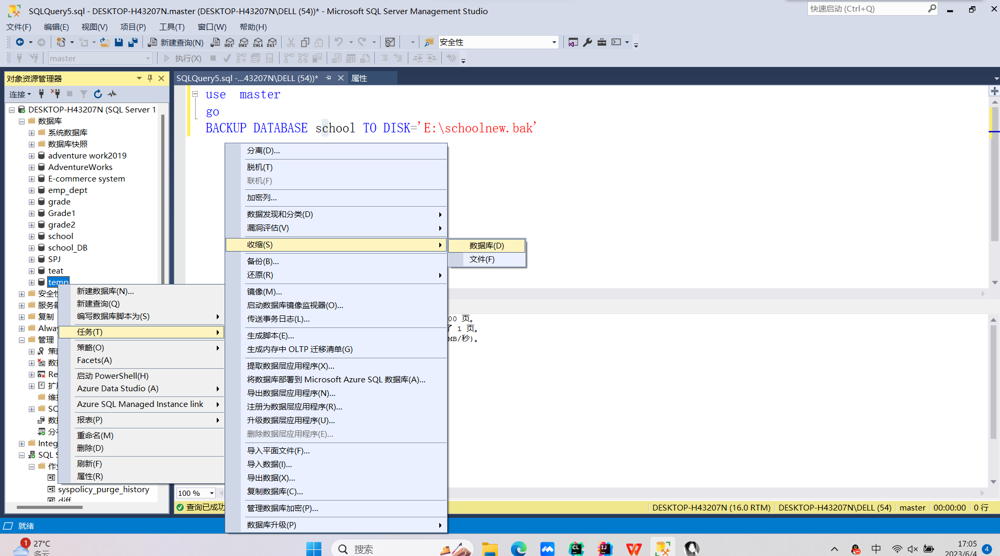 SQLQuery5.sql - DESKTOP-H43207N.master (DESKTOP-H43207N\DELL (54))* - Microsoft SQL Server Management Studio
快速启动 (Ctrl+Q)
文件(F) 编辑(E) 视图(V) 项目(P) 工具(T) 窗口(W) 帮助(H)
新建查询(N) MDX DMX XMLA DAX 安全性
master 执行(X)
对象资源管理器
SQLQuery5.sql -...43207N\DELL (54))* 属性
连接
use master
go
BACKUP DATABASE school TO DISK='E:\schoolnew.bak'
DESKTOP-H43207N (SQL Server 1
数据库
系统数据库
数据库快照
adventure work2019
AdventureWorks
E-commerce system
emp_dept
grade
Grade1
grade2
school
school_DB
SPJ
teat
temp
安全性
服务器
复制
Alway
管理
策
数据
Re
扩展
维护
SQ
数据
分布
Integ
SQL S
作业
syspolicy_purge_history
diff
新建数据库(N)...
新建查询(Q)
编写数据库脚本为(S)
任务(T)
策略(O)
Facets(A)
启动 PowerShell(H)
Azure Data Studio (A)
Azure SQL Managed Instance link
报表(P)
重命名(M)
删除(D)
刷新(F)
属性(R)
分离(D)...
脱机(T)
联机(F)
加密列...
数据发现和分类(D)
漏洞评估(V)
收缩(S)
备份(B)...
还原(R)
镜像(M)...
启动数据库镜像监视器(O)...
传送事务日志(L)...
生成脚本(E)...
生成内存中 OLTP 迁移清单(G)
提取数据层应用程序(X)...
将数据库部署到 Microsoft Azure SQL 数据库(A)...
导出数据层应用程序(N)...
注册为数据层应用程序(R)...
升级数据层应用程序(U)...
删除数据层应用程序(E)...
导入平面文件(F)...
导入数据(I)...
导出数据(X)...
复制数据库(C)...
管理数据库加密(P)...
数据库升级(P)
数据库(D)
文件(F)
00 页。
了 1 页。
MB/秒)。
100 %
查询已成功
DESKTOP-H43207N (16.0 RTM) DESKTOP-H43207N\DELL (54) master 00:00:00 0 行
就绪
1
27°C
多云
搜索
CL
IJ
中
17:05
2023/6/4
4